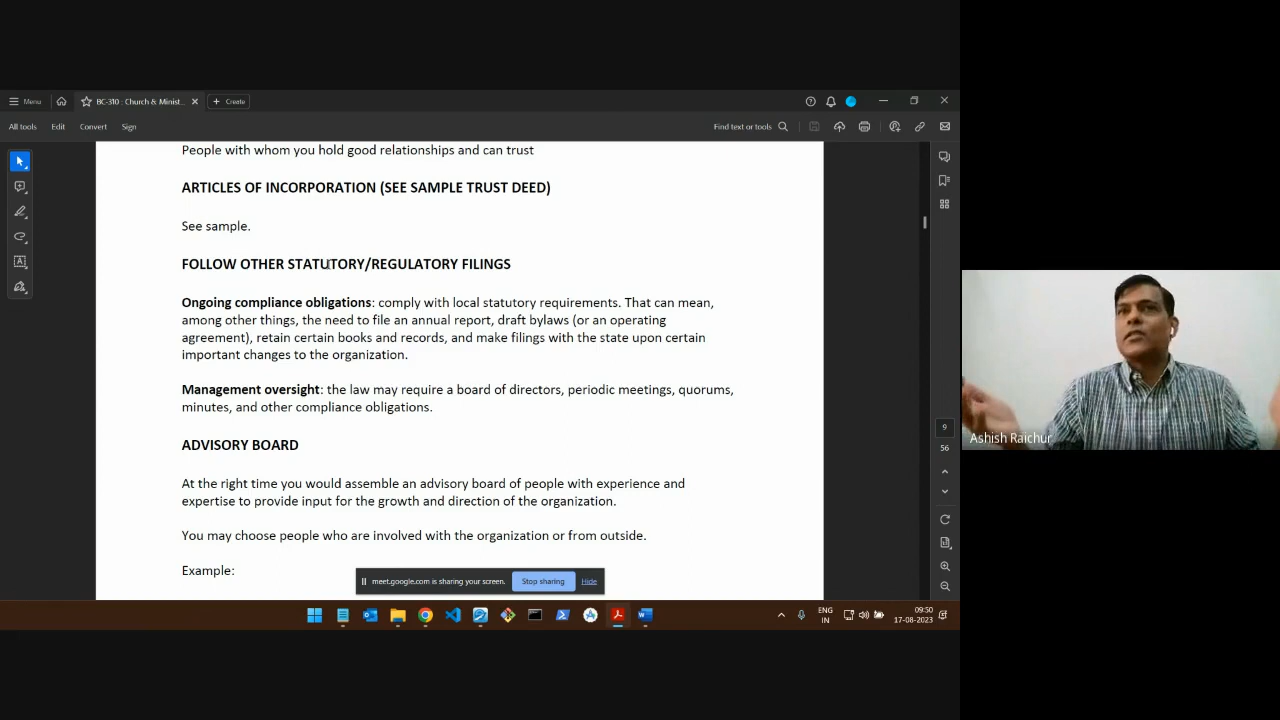 Menu
BC-310 : Church & Minist...
Create
All tools
Edit
Convert
Sign
Find text or tools
People with whom you hold good relationships and can trust
ARTICLES OF INCORPORATION (SEE SAMPLE TRUST DEED)
See sample.
FOLLOW OTHER STATUTORY/REGULATORY FILINGS
Ongoing compliance obligations: comply with local statutory requirements. That can mean,
among other things, the need to file an annual report, draft bylaws (or an operating
agreement), retain certain books and records, and make filings with the state upon certain
important changes to the organization.
Management oversight: the law may require a board of directors, periodic meetings, quorums,
minutes, and other compliance obligations.
ADVISORY BOARD
At the right time you would assemble an advisory board of people with experience and
expertise to provide input for the growth and direction of the organization.
You may choose people who are involved with the organization or from outside.
Example:
9
56
meet.google.com is sharing your screen.
Stop sharing
Hide
ENG
IN
09:50
17-08-2023
Ashish Raichur